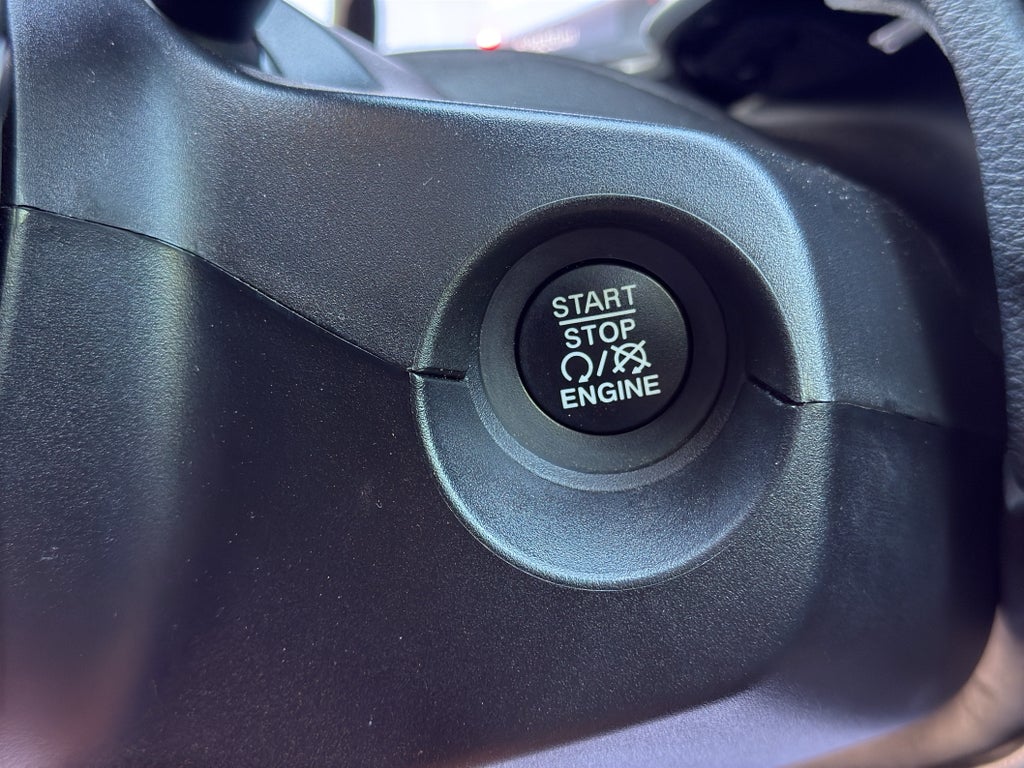 START
STOP
/
ENGINE